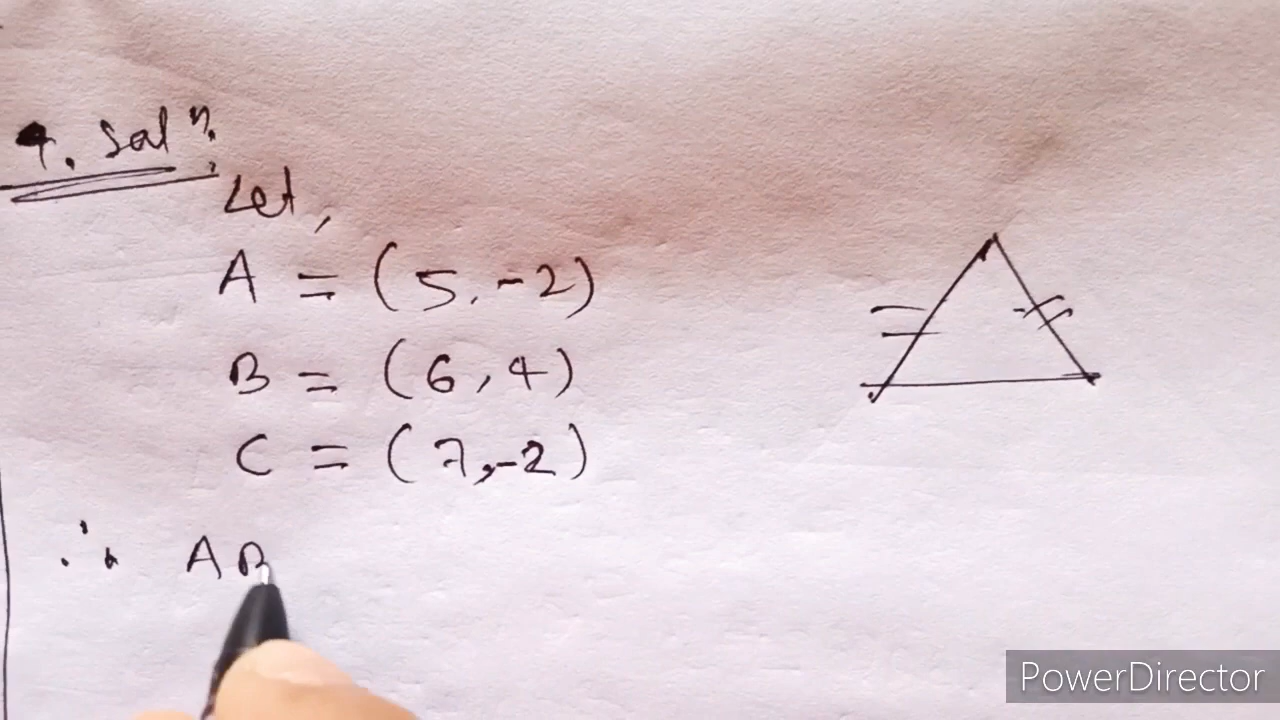 4. Solⁿ:
Let,
A = (5, -2)
B = (6, 4)
C = (7, -2)
∴ AB
PowerDirector